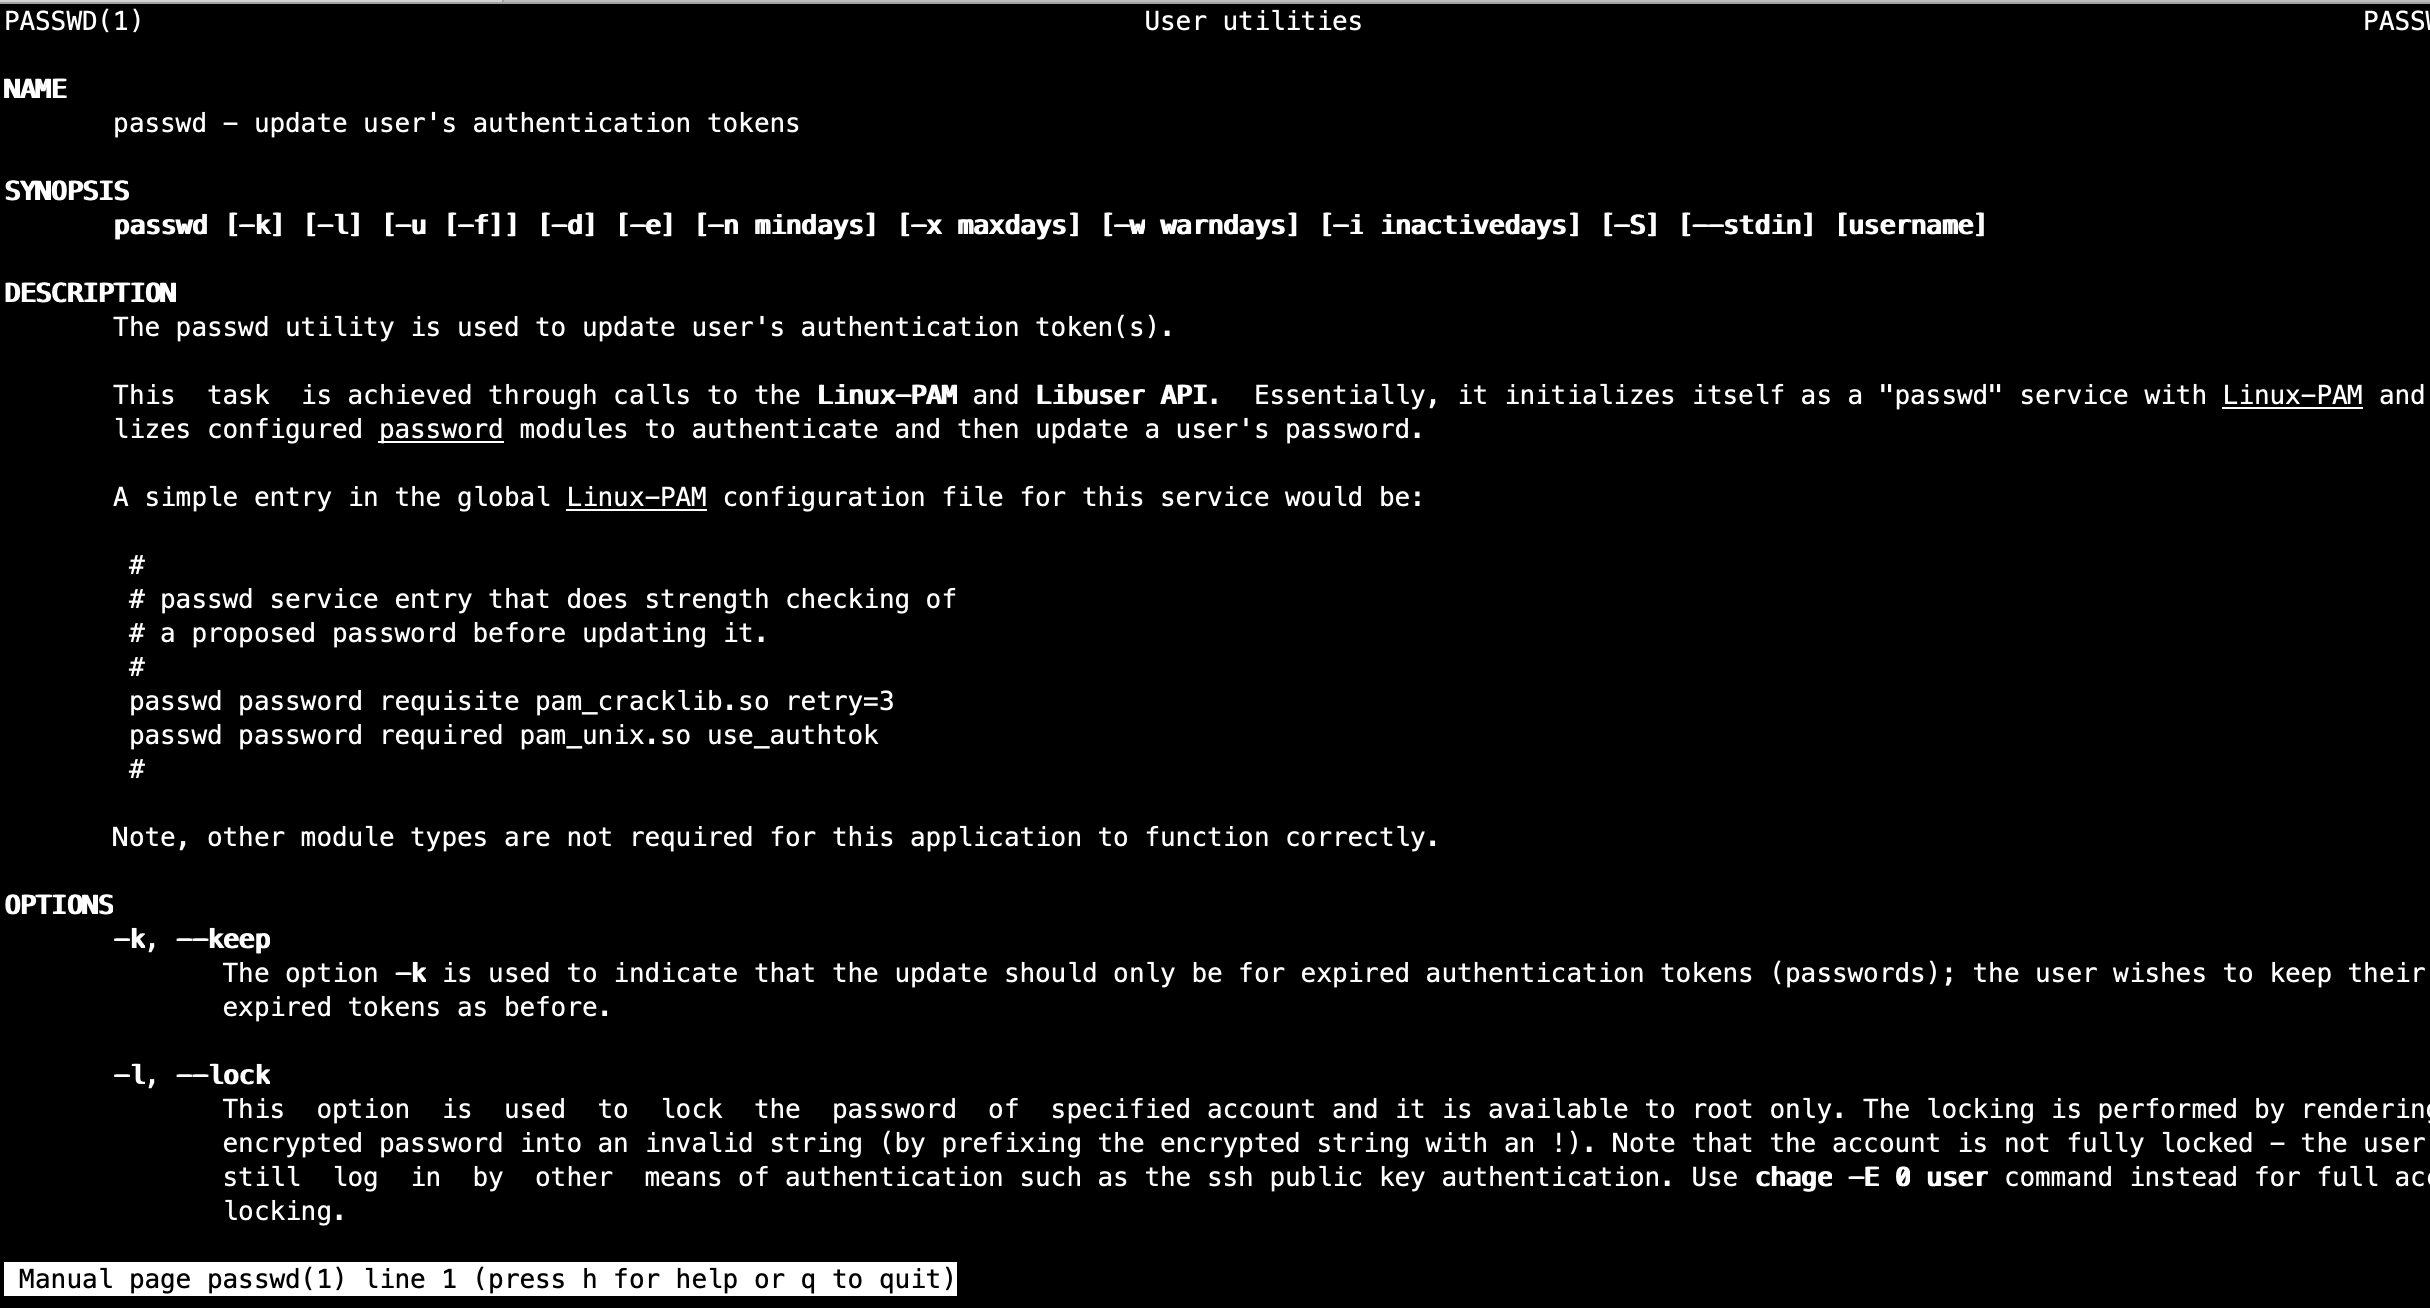 PASSWD(1) User utilities PASSW
NAME
passwd - update user's authentication tokens
SYNOPSIS
passwd [-k] [-l] [-u [-f]] [-d] [-e] [-n mindays] [-x maxdays] [-w warndays] [-i inactivedays] [-S] [--stdin] [username]
DESCRIPTION
The passwd utility is used to update user's authentication token(s).
This task is achieved through calls to the Linux-PAM and Libuser API. Essentially, it initializes itself as a "passwd" service with Linux-PAM and
lizes configured password modules to authenticate and then update a user's password.
A simple entry in the global Linux-PAM configuration file for this service would be:
#
# passwd service entry that does strength checking of
# a proposed password before updating it.
#
passwd password requisite pam_cracklib.so retry=3
passwd password required pam_unix.so use_authtok
#
Note, other module types are not required for this application to function correctly.
OPTIONS
-k, --keep
The option -k is used to indicate that the update should only be for expired authentication tokens (passwords); the user wishes to keep their
expired tokens as before.
-l, --lock
This option is used to lock the password of specified account and it is available to root only. The locking is performed by rendering
encrypted password into an invalid string (by prefixing the encrypted string with an !). Note that the account is not fully locked - the user
still log in by other means of authentication such as the ssh public key authentication. Use chage -E 0 user command instead for full acc
locking.
Manual page passwd(1) line 1 (press h for help or q to quit)